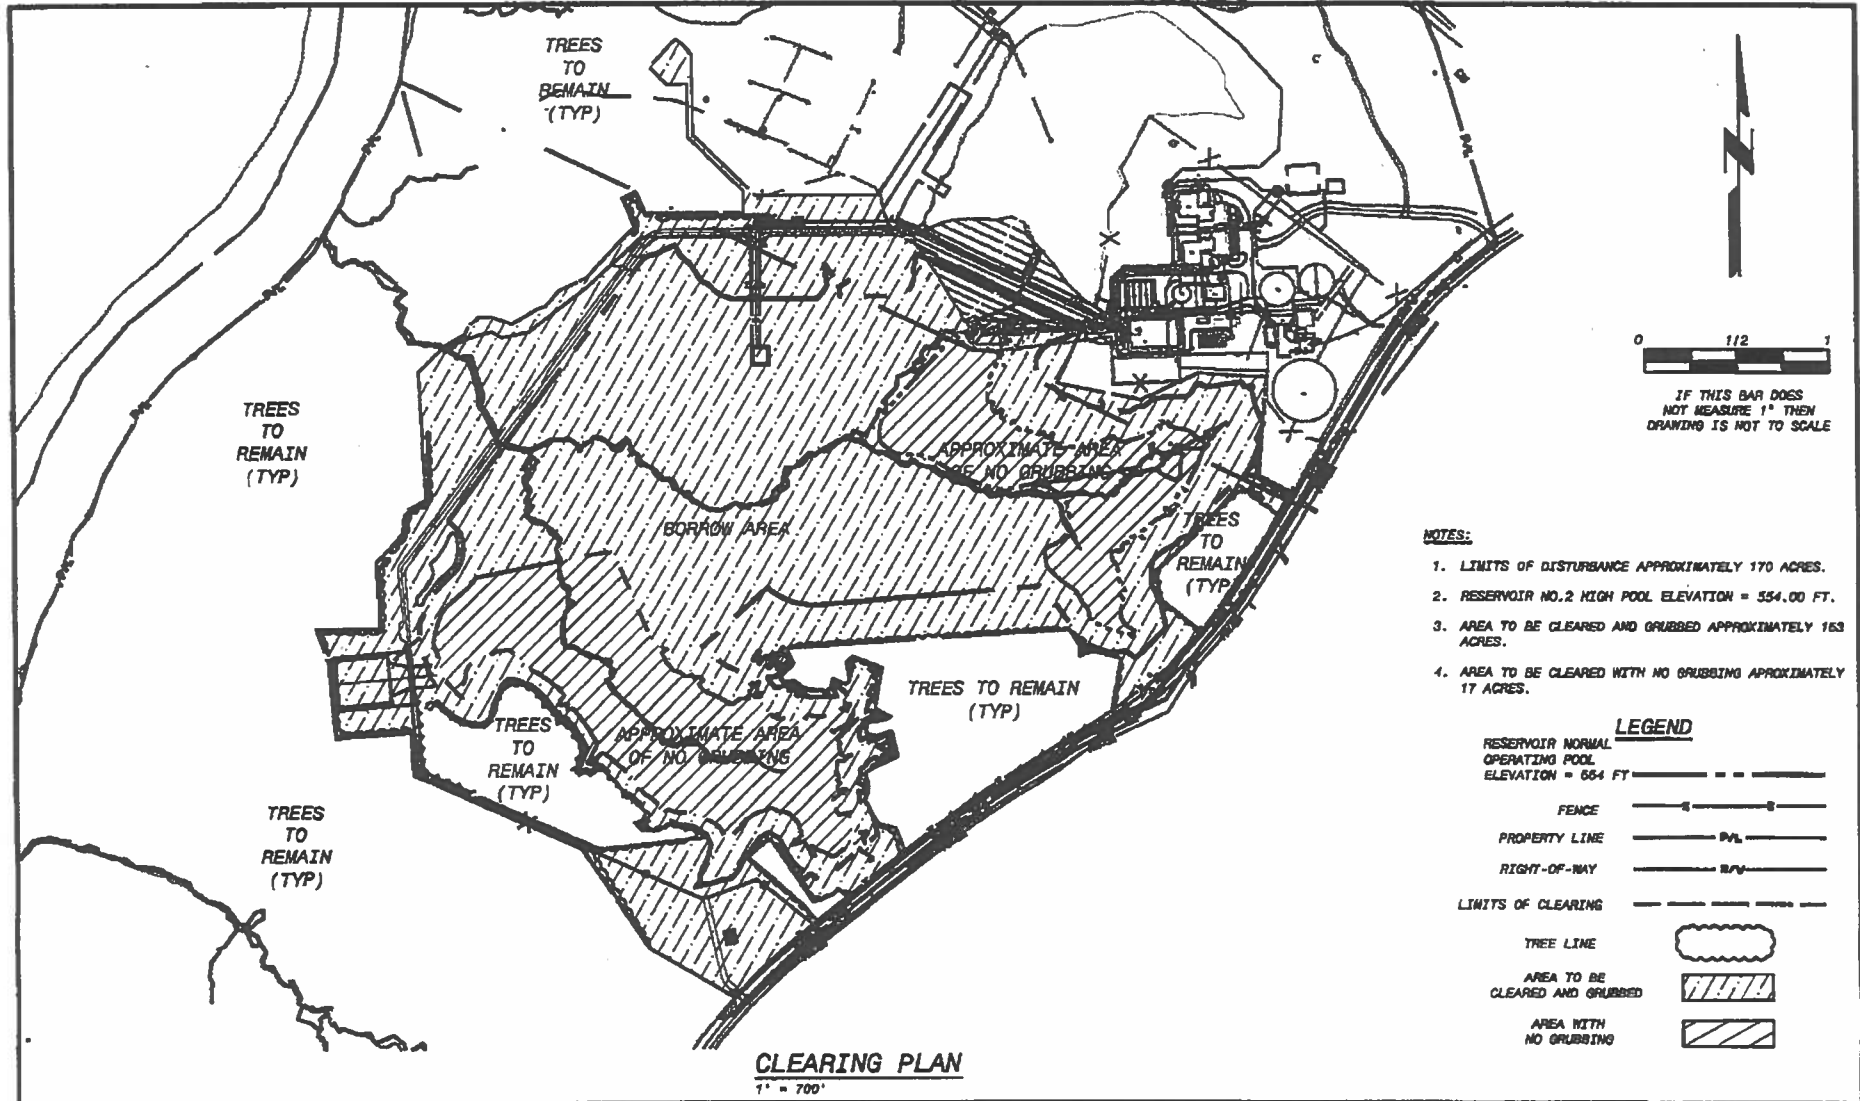 TREES
TO
REMAIN
(TYP)
TREES
TO
REMAIN
(TYP)
TREES
TO
REMAIN
(TYP)
APPROXIMATE AREA
OF NO GRUBBING
BORROW AREA
TREES
TO
REMAIN
(TYP)
TREES TO REMAIN
(TYP)
TREES
TO
REMAIN
(TYP)
APPROXIMATE AREA
OF NO GRUBBING
P/L
P/L
P/L
P/L
P/L
0 1/2 1
IF THIS BAR DOES
NOT MEASURE 1" THEN
DRAWING IS NOT TO SCALE
NOTES:
1. LIMITS OF DISTURBANCE APPROXIMATELY 170 ACRES.
2. RESERVOIR NO.2 HIGH POOL ELEVATION = 554.00 FT.
3. AREA TO BE CLEARED AND GRUBBED APPROXIMATELY 153
ACRES.
4. AREA TO BE CLEARED WITH NO GRUBBING APROXIMATELY
17 ACRES.
LEGEND
RESERVOIR NORMAL
OPERATING POOL
ELEVATION = 554 FT
FENCE
PROPERTY LINE P/L
RIGHT-OF-WAY R/W
LIMITS OF CLEARING
TREE LINE
AREA TO BE
CLEARED AND GRUBBED
AREA WITH
NO GRUBBING
CLEARING PLAN
1" = 700'